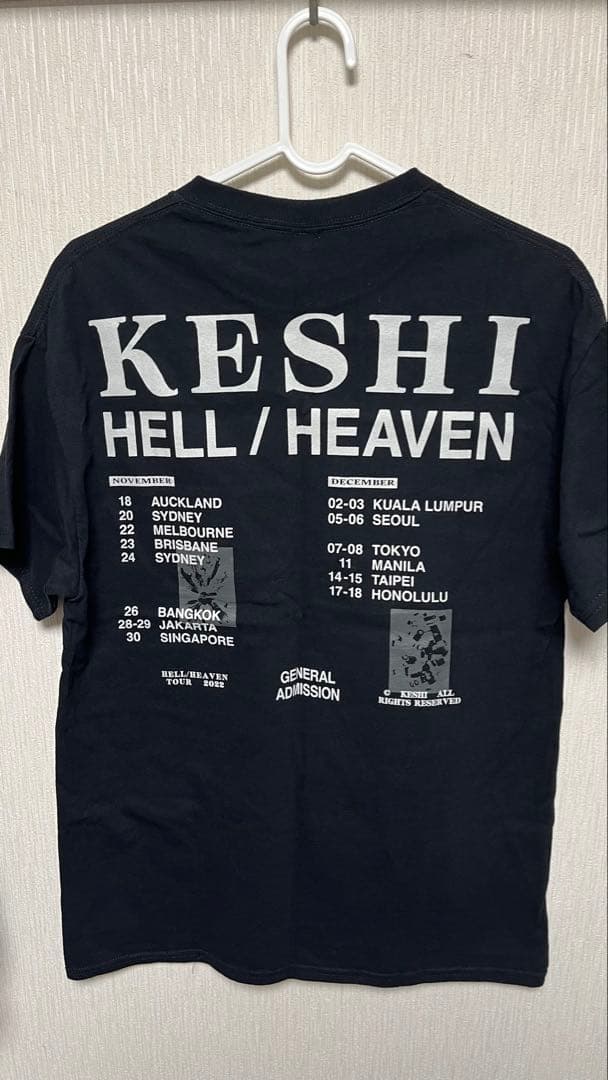 KESHI
HELL / HEAVEN
NOVEMBER
18 AUCKLAND
20 SYDNEY
22 MELBOURNE
23 BRISBANE
24 SYDNEY
26 BANGKOK
28-29 JAKARTA
30 SINGAPORE
DECEMBER
02-03 KUALA LUMPUR
05-06 SEOUL
07-08 TOKYO
11 MANILA
14-15 TAIPEI
17-18 HONOLULU
HELL/HEAVEN
TOUR 2022
GENERAL
ADMISSION
© KESHI ALL
RIGHTS RESERVED